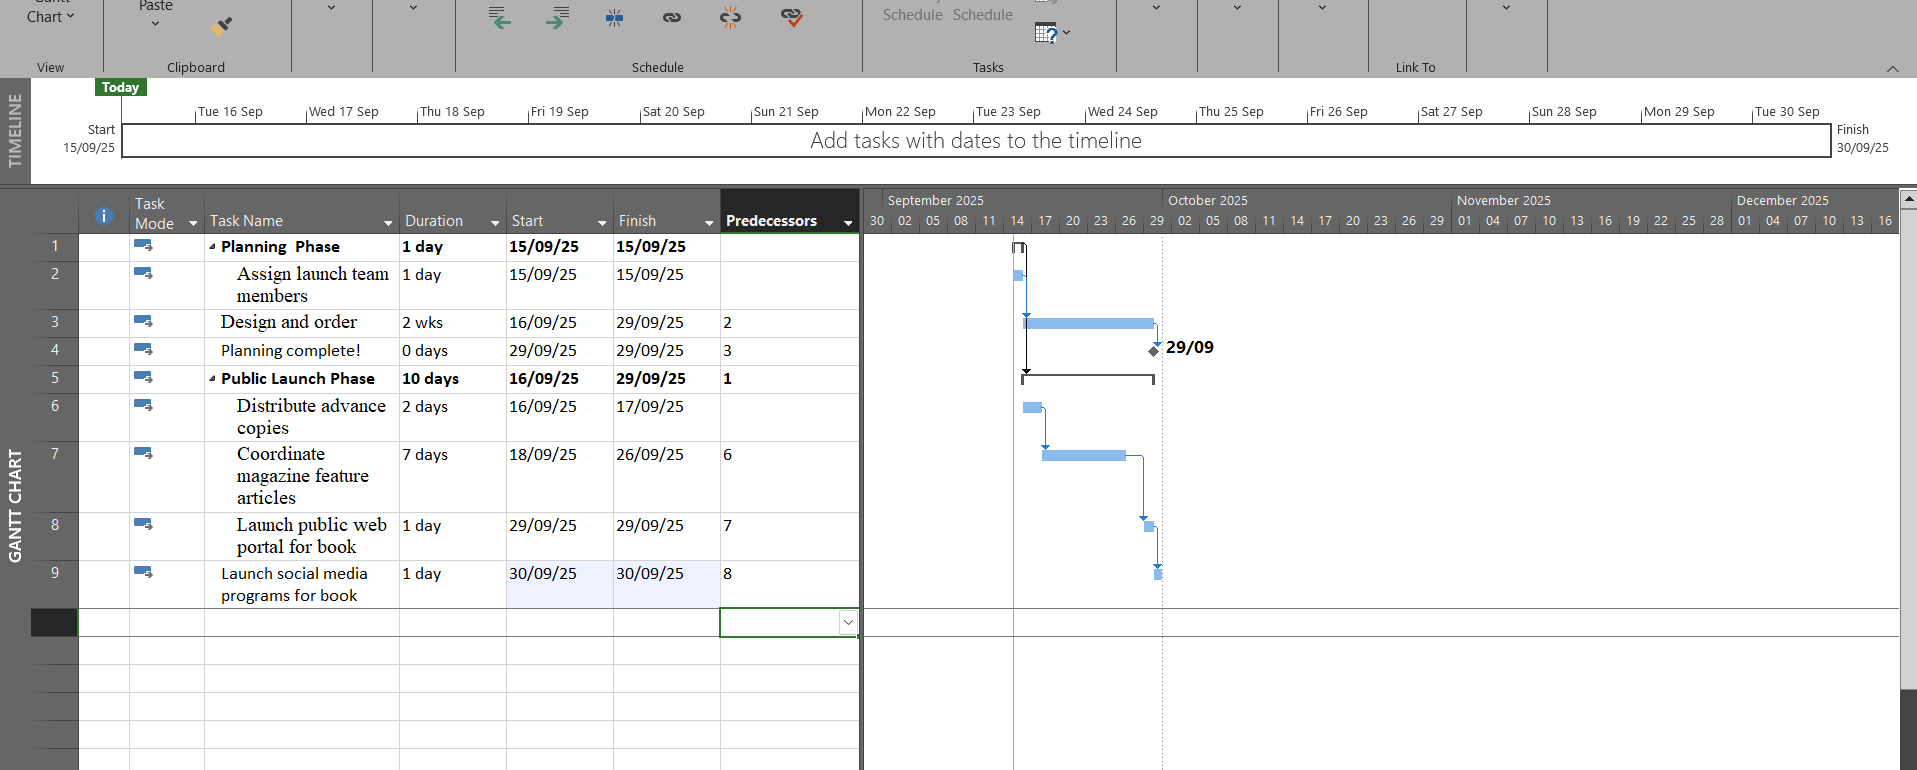 Chart
Paste
Schedule Schedule
View
Clipboard
Schedule
Tasks
Link To
TIMELINE
Today
Tue 16 Sep Wed 17 Sep Thu 18 Sep Fri 19 Sep Sat 20 Sep Sun 21 Sep Mon 22 Sep Tue 23 Sep Wed 24 Sep Thu 25 Sep Fri 26 Sep Sat 27 Sep Sun 28 Sep Mon 29 Sep Tue 30 Sep
Start
15/09/25
Add tasks with dates to the timeline
Finish
30/09/25
GANTT CHART
Task Mode Task Name Duration Start Finish Predecessors
September 2025 October 2025 November 2025 December 2025
30 02 05 08 11 14 17 20 23 26 29 02 05 08 11 14 17 20 23 26 29 01 04 07 10 13 16 19 22 25 28 01 04 07 10 13 16
1 Planning Phase 1 day 15/09/25 15/09/25
2 Assign launch team members 1 day 15/09/25 15/09/25
3 Design and order 2 wks 16/09/25 29/09/25 2
4 Planning complete! 0 days 29/09/25 29/09/25 3
29/09
5 Public Launch Phase 10 days 16/09/25 29/09/25 1
6 Distribute advance copies 2 days 16/09/25 17/09/25
7 Coordinate magazine feature articles 7 days 18/09/25 26/09/25 6
8 Launch public web portal for book 1 day 29/09/25 29/09/25 7
9 Launch social media programs for book 1 day 30/09/25 30/09/25 8